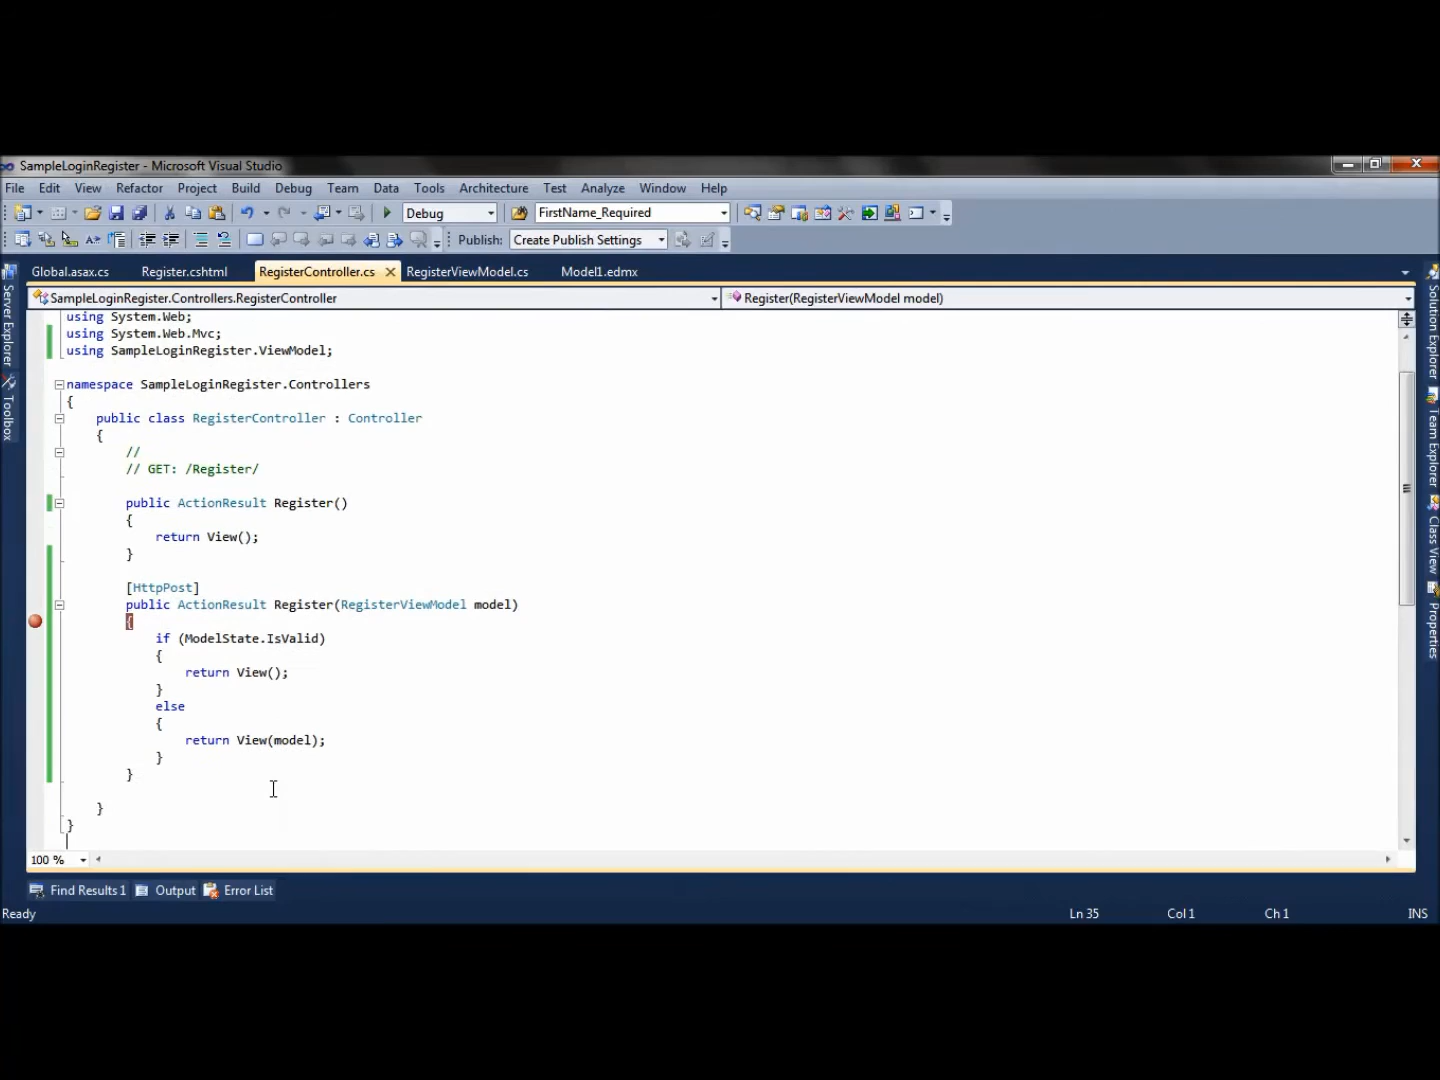 SampleLoginRegister - Microsoft Visual Studio
File Edit View Refactor Project Build Debug Team Data Tools Architecture Test Analyze Window Help
Debug FirstName_Required
Publish: Create Publish Settings
Global.asax.cs Register.cshtml RegisterController.cs RegisterViewModel.cs Model1.edmx
SampleLoginRegister.Controllers.RegisterController Register(RegisterViewModel model)
Server Explorer
Toolbox
using System.Web;
using System.Web.Mvc;
using SampleLoginRegister.ViewModel;
namespace SampleLoginRegister.Controllers
{
public class RegisterController : Controller
{
//
// GET: /Register/
public ActionResult Register()
{
return View();
}
[HttpPost]
public ActionResult Register(RegisterViewModel model)
{
if (ModelState.IsValid)
{
return View();
}
else
{
return View(model);
}
}
}
}
Solution Explorer
Team Explorer
Class View
Properties
100 %
Find Results 1 Output Error List
Ready Ln 35 Col 1 Ch 1 INS